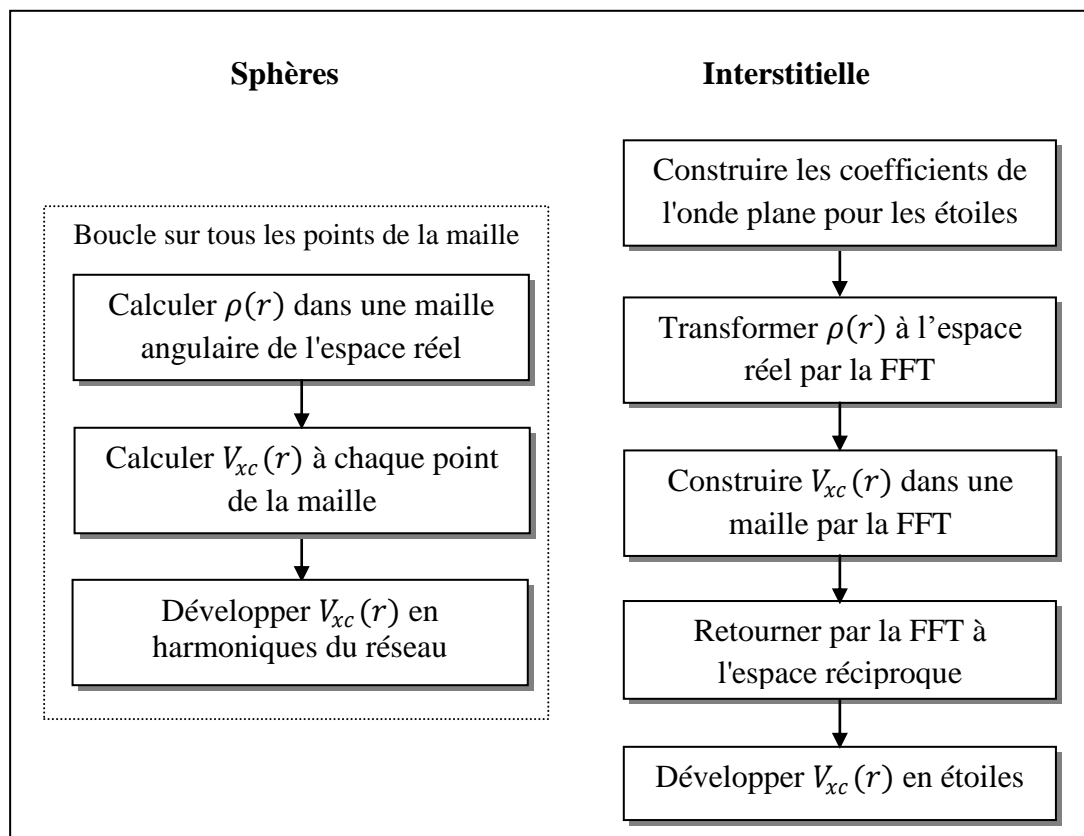 Sphères
Boucle sur tous les points de la maille
Calculer ρ(r) dans une maille
angulaire de l'espace réel
Calculer V_xc(r) à chaque point
de la maille
Développer V_xc(r) en
harmoniques du réseau
Interstitielle
Construire les coefficients de
l'onde plane pour les étoiles
Transformer ρ(r) à l’espace
réel par la FFT
Construire V_xc(r) dans une
maille par la FFT
Retourner par la FFT à
l'espace réciproque
Développer V_xc(r) en étoiles